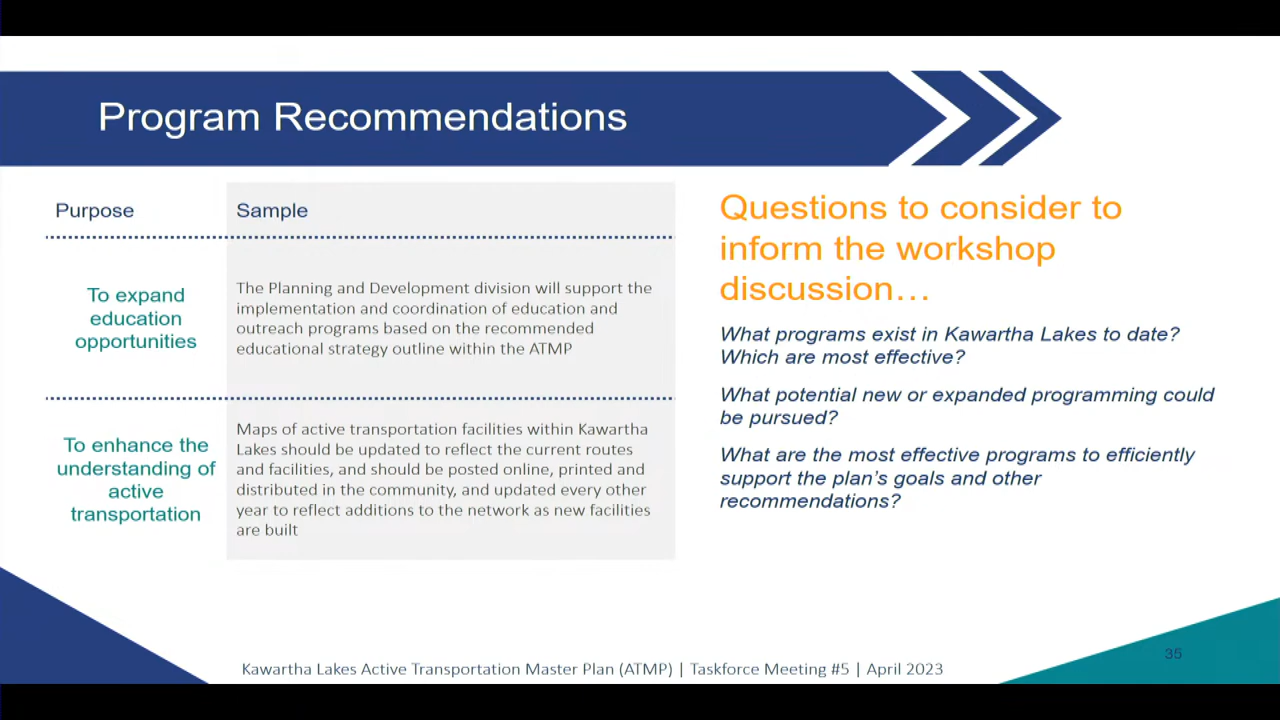 Program Recommendations
Purpose
Sample
To expand
education
opportunities
The Planning and Development division will support the
implementation and coordination of education and
outreach programs based on the recommended
educational strategy outline within the ATMP
To enhance the
understanding of
active
transportation
Maps of active transportation facilities within Kawartha
Lakes should be updated to reflect the current routes
and facilities, and should be posted online, printed and
distributed in the community, and updated every other
year to reflect additions to the network as new facilities
are built
Questions to consider to
inform the workshop
discussion…
What programs exist in Kawartha Lakes to date?
Which are most effective?
What potential new or expanded programming could
be pursued?
What are the most effective programs to efficiently
support the plan’s goals and other
recommendations?
Kawartha Lakes Active Transportation Master Plan (ATMP) | Taskforce Meeting #5 | April 2023
35